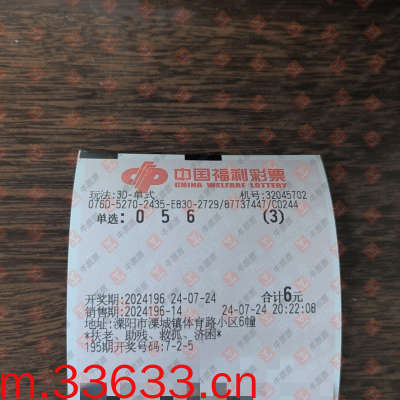 中国福利彩票
CHINA WELFARE LOTTERY
玩法:3D-单式 机号:32045702
076D-5270-2435-E830-2729/87737447/C0244
单选: 0 5 6 (3)
开奖期:2024196 24-07-24 合计6元
销售期:2024196-14 24-07-24 20:22:08
地址:溧阳市溧城镇体育路小区6幢
*扶老、助残、救孤、济困*
195期开奖号码:7-2-5
m.33633.cn